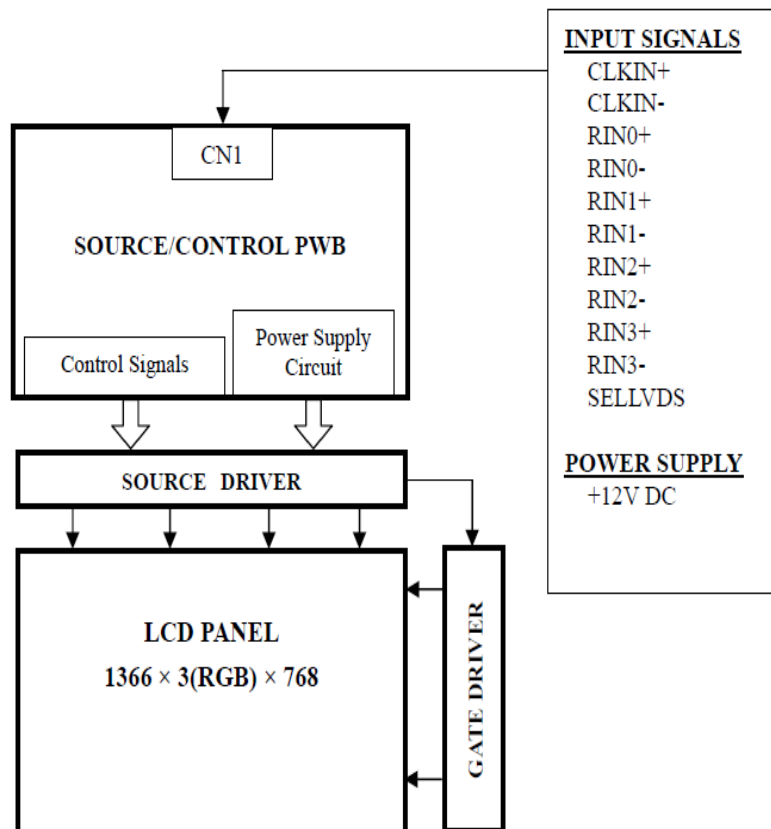 INPUT SIGNALS
CLKIN+
CLKIN-
RIN0+
RIN0-
RIN1+
RIN1-
RIN2+
RIN2-
RIN3+
RIN3-
SELLVDS
POWER SUPPLY
+12V DC
CN1
SOURCE/CONTROL PWB
Control Signals
Power Supply
Circuit
SOURCE DRIVER
LCD PANEL
1366 × 3(RGB) × 768
GATE DRIVER